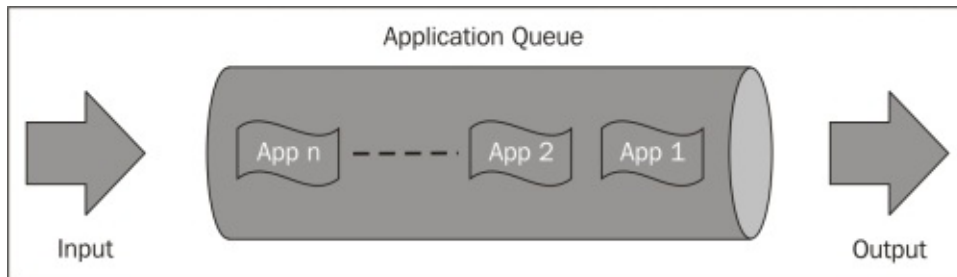 Application Queue
App n
App 2
App 1
Input
Output